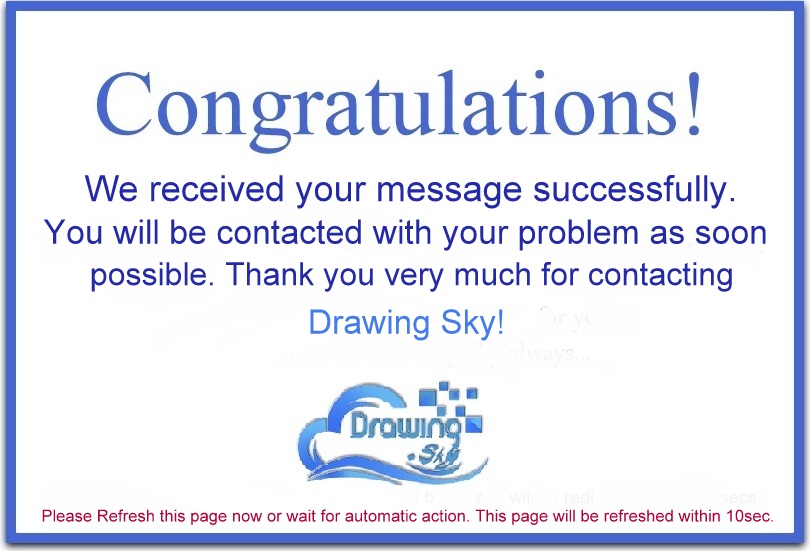 Congratulations!
We received your message successfully.
You will be contacted with your problem as soon
possible. Thank you very much for contacting
Drawing Sky!
always...
Drawing
Sky
Please Refresh this page now or wait for automatic action. This page will be refreshed within 10sec.